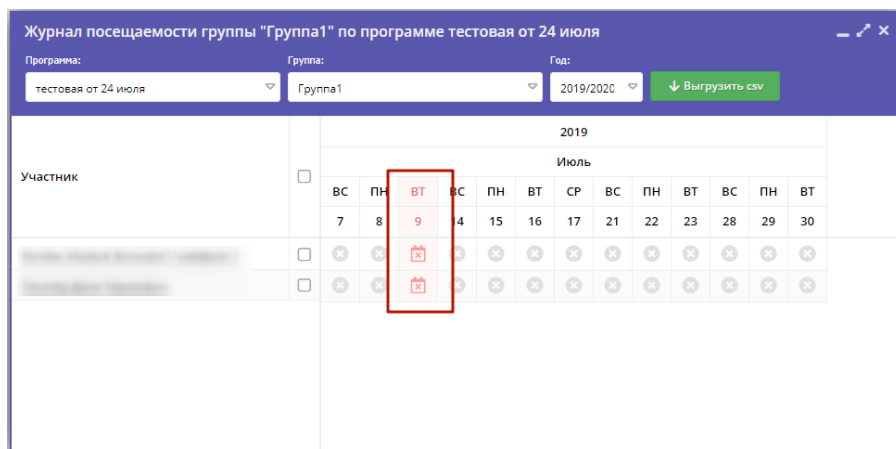 Журнал посещаемости группы "Группа1" по программе тестовая от 24 июля
Программа: Группа: Год:
тестовая от 24 июля Группа1 2019/202С Выгрузить csv
2019
Июль
Участник
ВС ПН ВТ ВС ПН ВТ СР ВС ПН ВТ ВС ПН ВТ
7 8 9 14 15 16 17 21 22 23 28 29 30